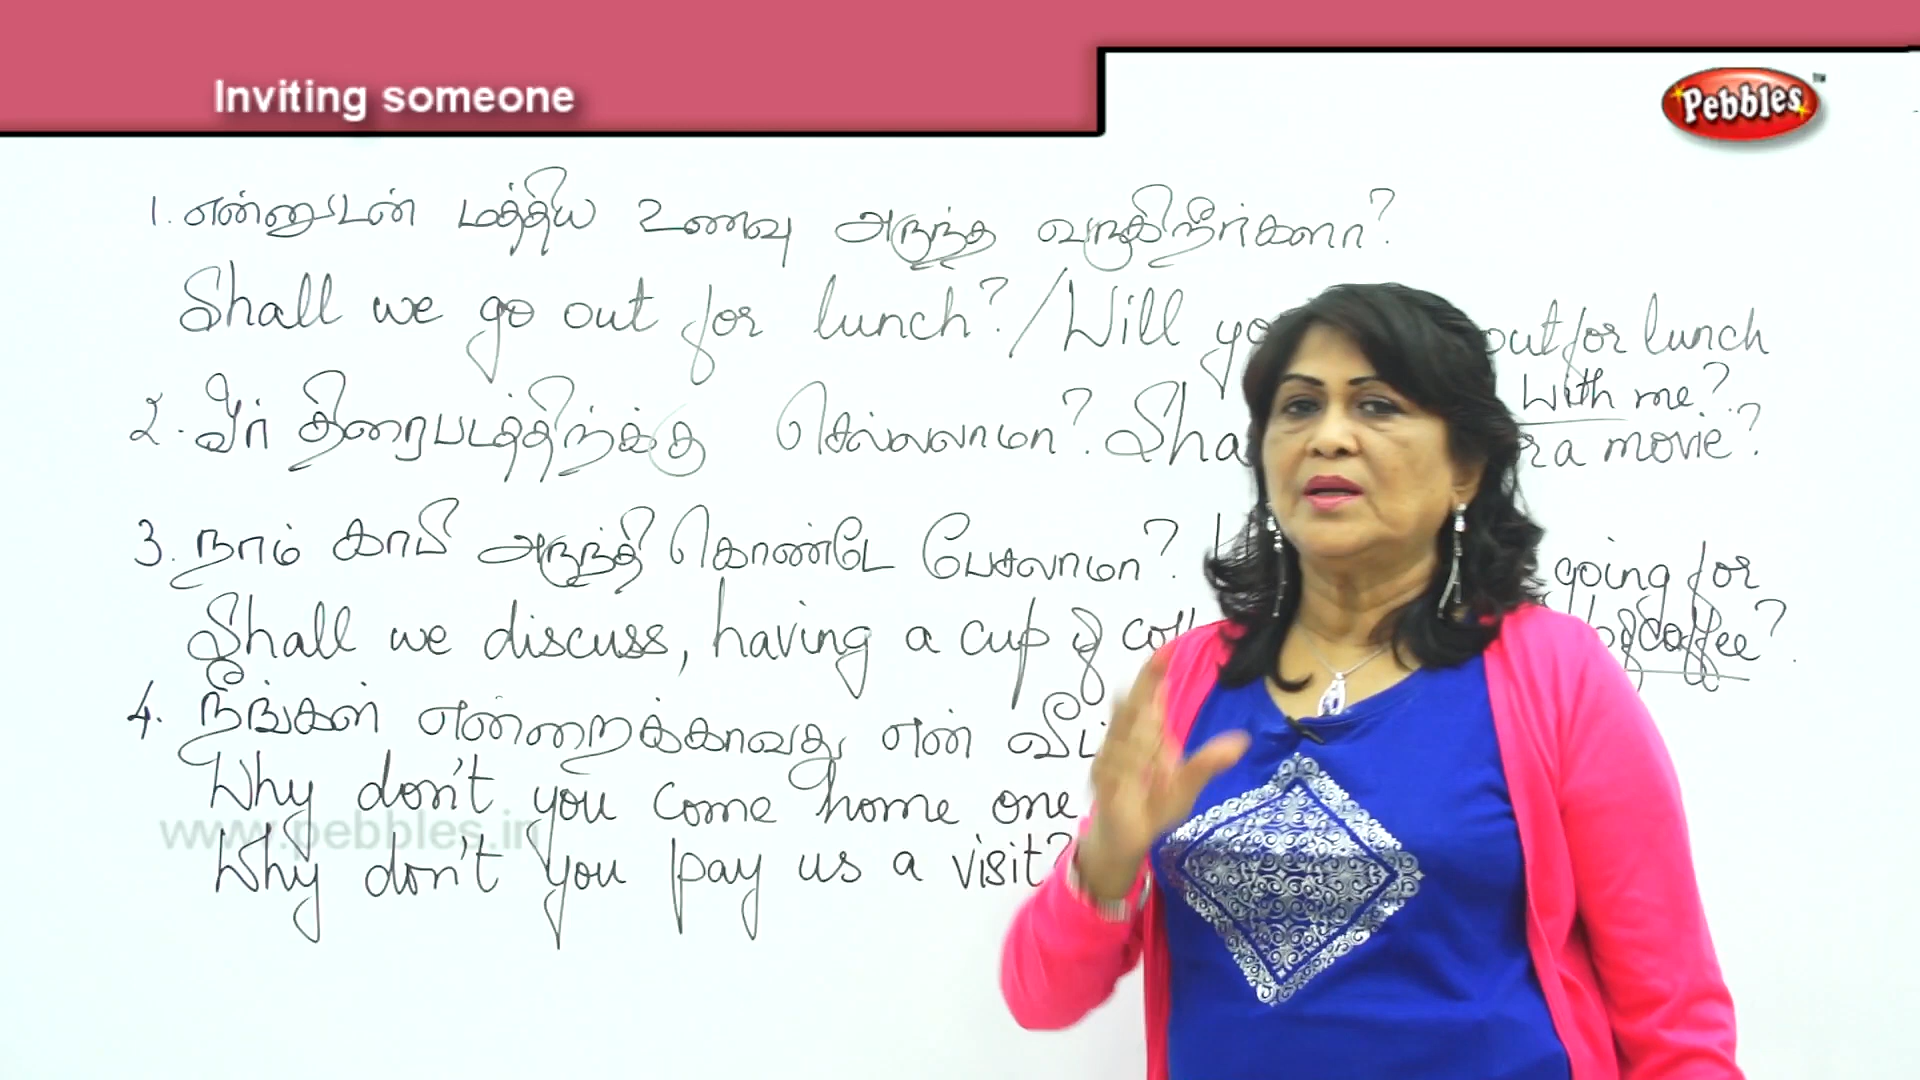 Inviting someone
Pebbles
TM
1. என்னுடன் மத்திய உணவு அருந்த வருகிறீர்களா?
Shall we go out for lunch? / Will out for lunch
with me?
2. ஓர் திரைபடத்திற்க்கு செல்லலாமா? Sha a movie?
3. நாம் காபி அருந்தி கொண்டே பேசலாமா? going for
Shall we discuss, having a cup of coffee?
4. நீங்கள் என்றைக்காவது என்
Why don't you come home one
www.pebbles.in
Why don't you pay us a visit?